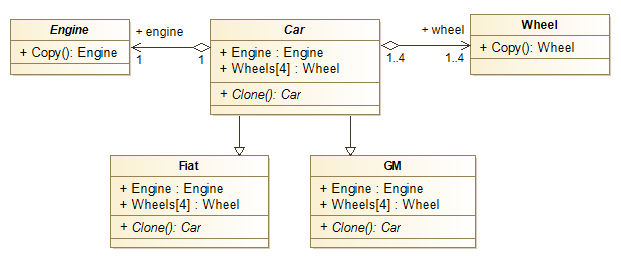 Engine
+ Copy(): Engine
+ engine
1
1
Car
+ Engine : Engine
+ Wheels[4] : Wheel
+ Clone(): Car
+ wheel
1..4
1..4
Wheel
+ Copy(): Wheel
Fiat
+ Engine : Engine
+ Wheels[4] : Wheel
+ Clone(): Car
GM
+ Engine : Engine
+ Wheels[4] : Wheel
+ Clone(): Car